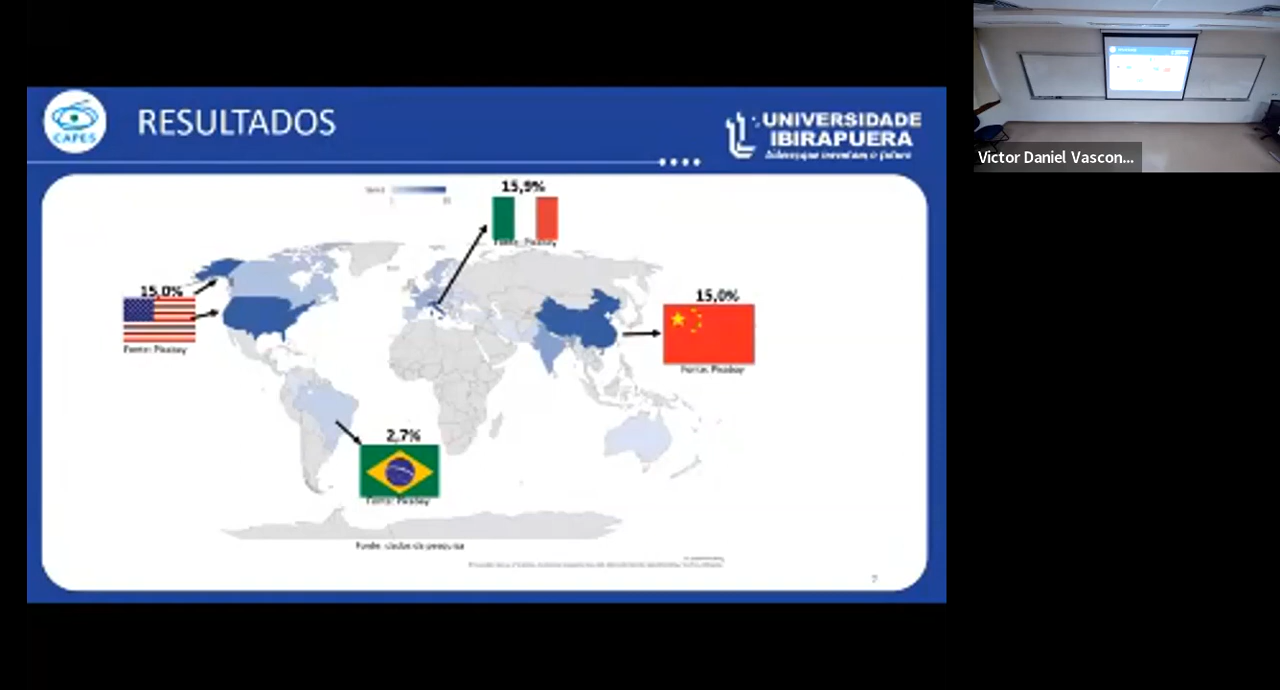 CAPES
RESULTADOS
UNIVERSIDADE
IBIRAPUERA
15,9%
Fonte: Pixabay
15,0%
Fonte: Pixabay
15,0%
Fonte: Pixabay
2,7%
Fonte: Pixabay
Fonte: dados da pesquisa
7
Victor Daniel Vascon...